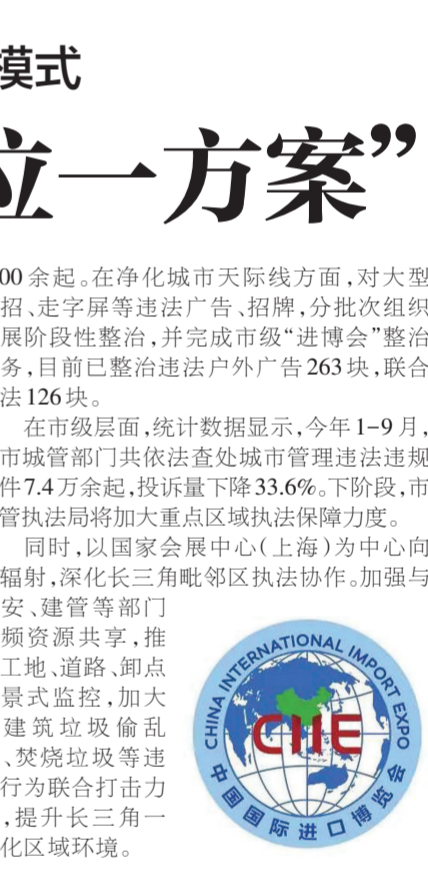 模式
位一方案”
00余起。在净化城市天际线方面,对大型
招、走字屏等违法广告、招牌,分批次组织
展阶段性整治,并完成市级“进博会”整治
务,目前已整治违法户外广告263块,联合
法126块。
在市级层面,统计数据显示,今年1-9月,
市城管部门共依法查处城市管理违法违规
件7.4万余起,投诉量下降33.6%。下阶段,市
管执法局将加大重点区域执法保障力度。
同时,以国家会展中心(上海)为中心向
辐射,深化长三角毗邻区执法协作。加强与
安、建管等部门
频资源共享,推
工地、道路、卸点
景式监控,加大
建筑垃圾偷乱
、焚烧垃圾等违
行为联合打击力
,提升长三角一
化区域环境。
CHINA INTERNATIONAL IMPORT EXPO
CIIE
中国国际进口博览会